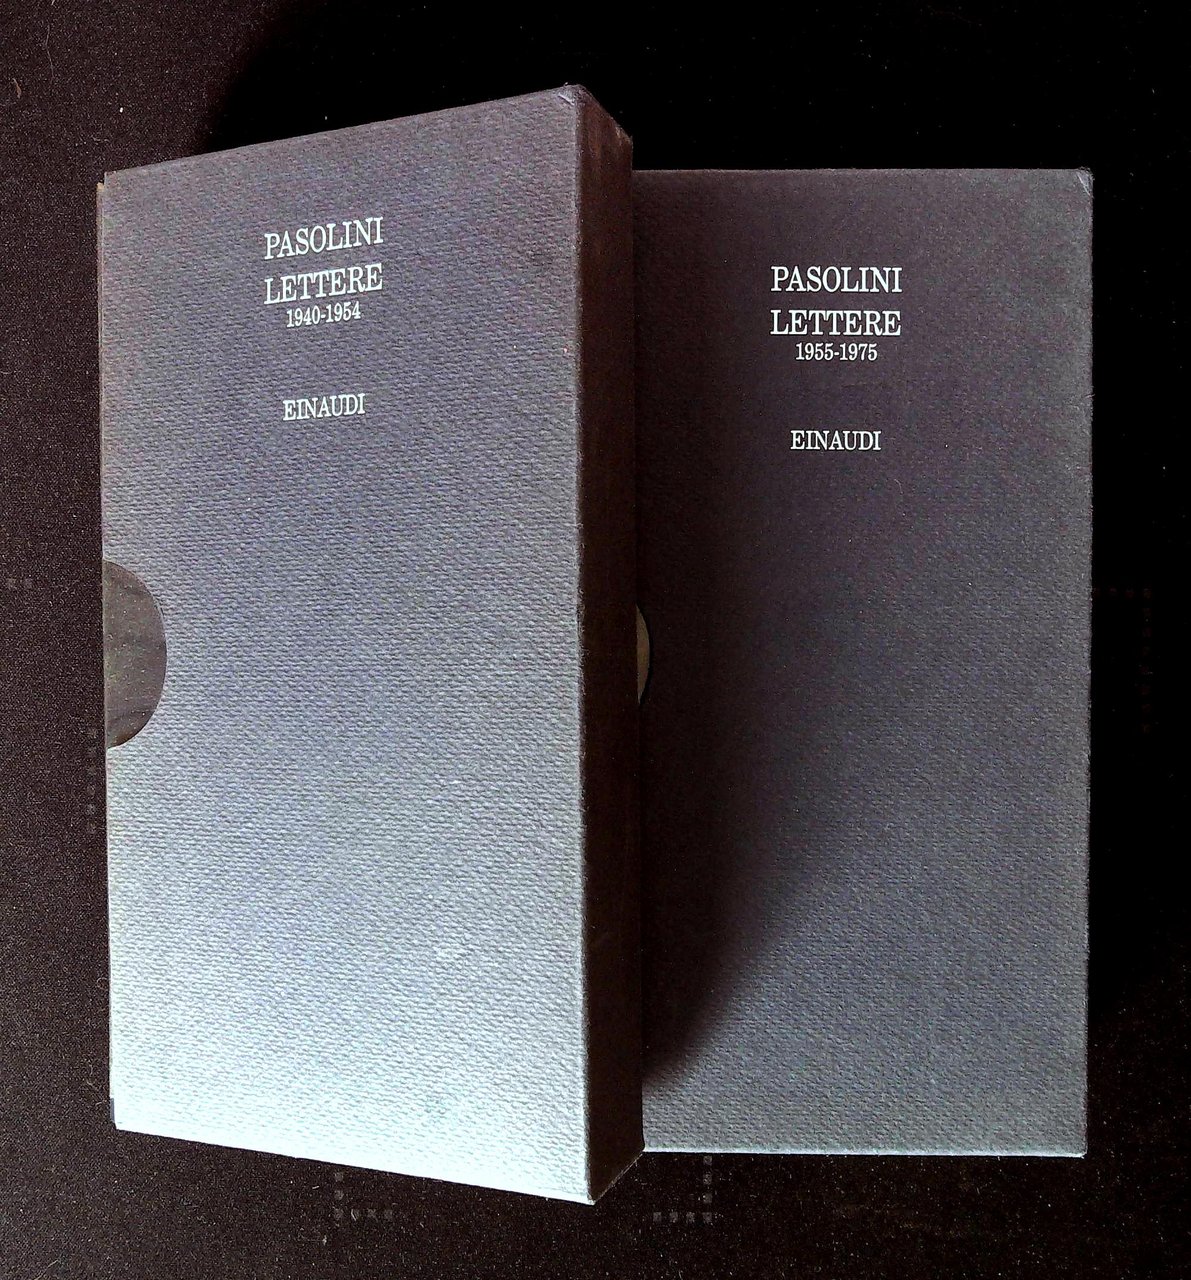 PASOLINI
LETTERE
1940-1954
EINAUDI
PASOLINI
LETTERE
1955-1975
EINAUDI